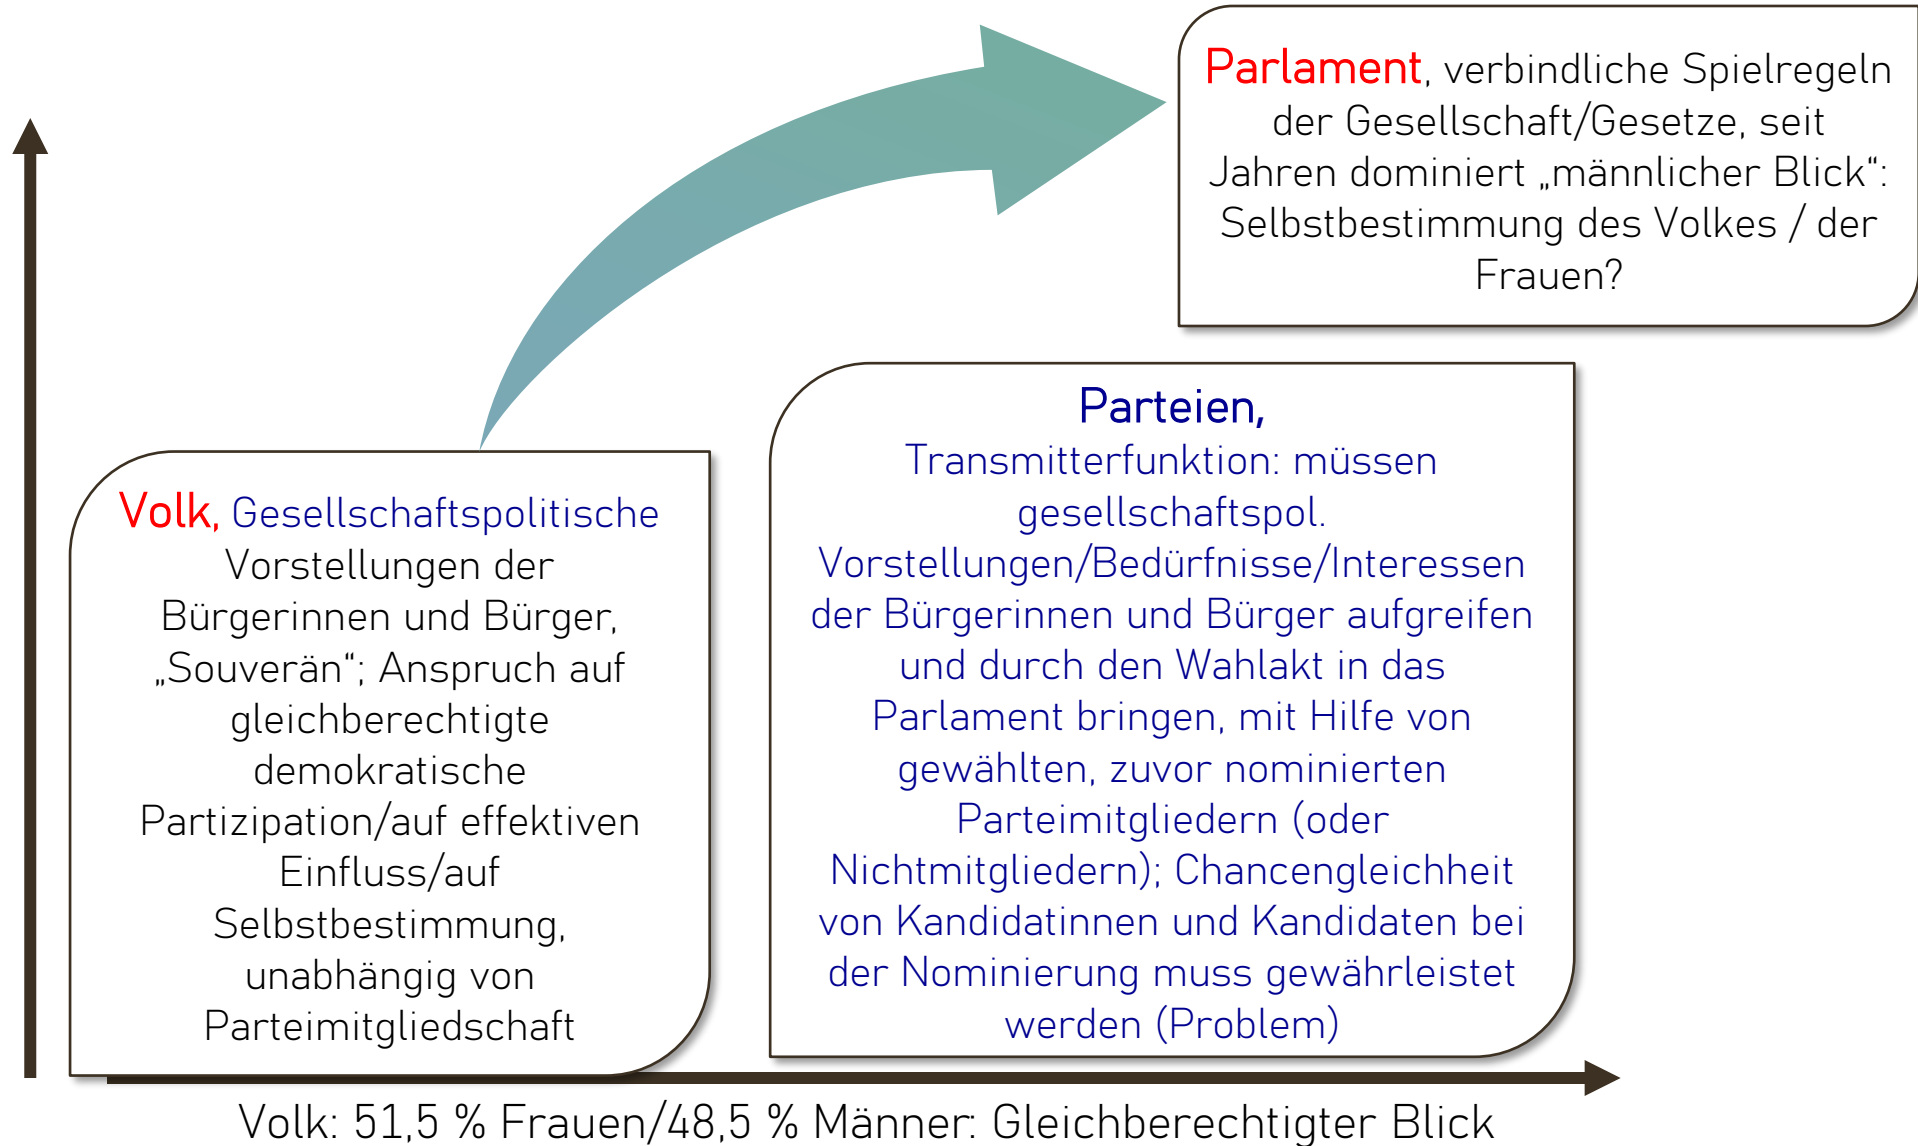 Parlament, verbindliche Spielregeln
der Gesellschaft/Gesetze, seit
Jahren dominiert „männlicher Blick“:
Selbstbestimmung des Volkes / der
Frauen?
Volk, Gesellschaftspolitische
Vorstellungen der
Bürgerinnen und Bürger,
„Souverän“; Anspruch auf
gleichberechtigte
demokratische
Partizipation/auf effektiven
Einfluss/auf
Selbstbestimmung,
unabhängig von
Parteimitgliedschaft
Parteien,
Transmitterfunktion: müssen
gesellschaftspol.
Vorstellungen/Bedürfnisse/Interessen
der Bürgerinnen und Bürger aufgreifen
und durch den Wahlakt in das
Parlament bringen, mit Hilfe von
gewählten, zuvor nominierten
Parteimitgliedern (oder
Nichtmitgliedern); Chancengleichheit
von Kandidatinnen und Kandidaten bei
der Nominierung muss gewährleistet
werden (Problem)
Volk: 51,5 % Frauen/48,5 % Männer: Gleichberechtigter Blick